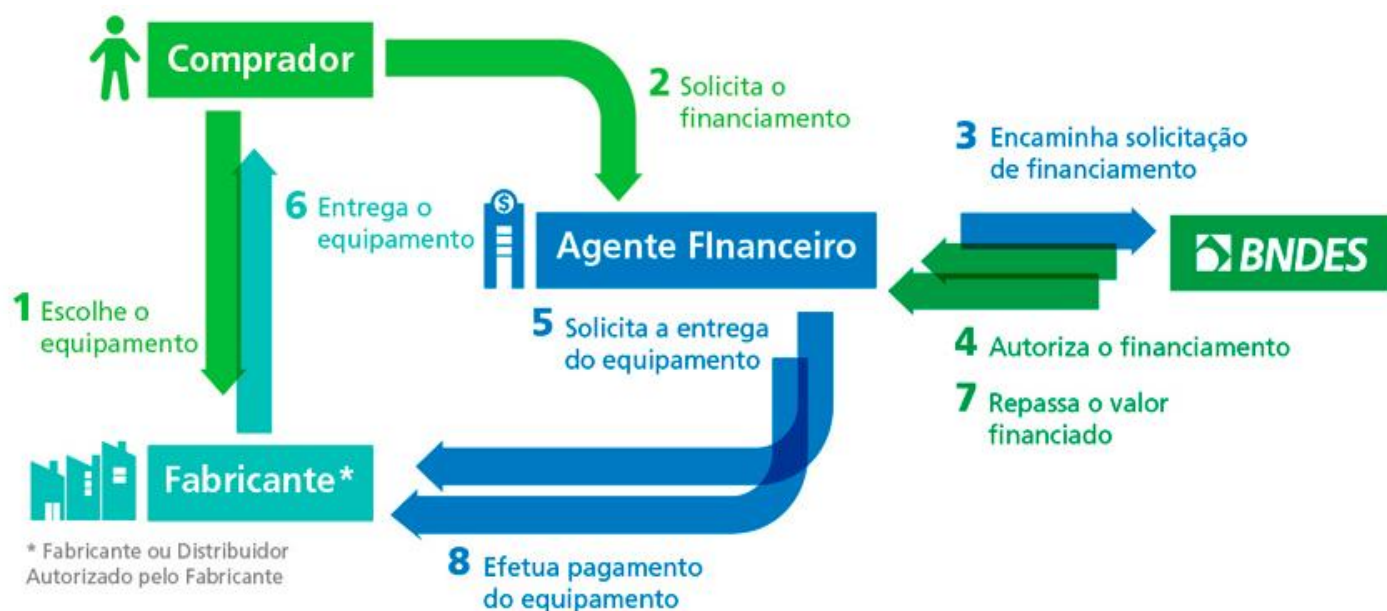 Comprador
2 Solicita o
financiamento
3 Encaminha solicitação
de financiamento
6 Entrega o
equipamento
$
Agente FInanceiro
BNDES
1 Escolhe o
equipamento
5 Solicita a entrega
do equipamento
4 Autoriza o financiamento
7 Repassa o valor
financiado
Fabricante*
* Fabricante ou Distribuidor
Autorizado pelo Fabricante
8 Efetua pagamento
do equipamento